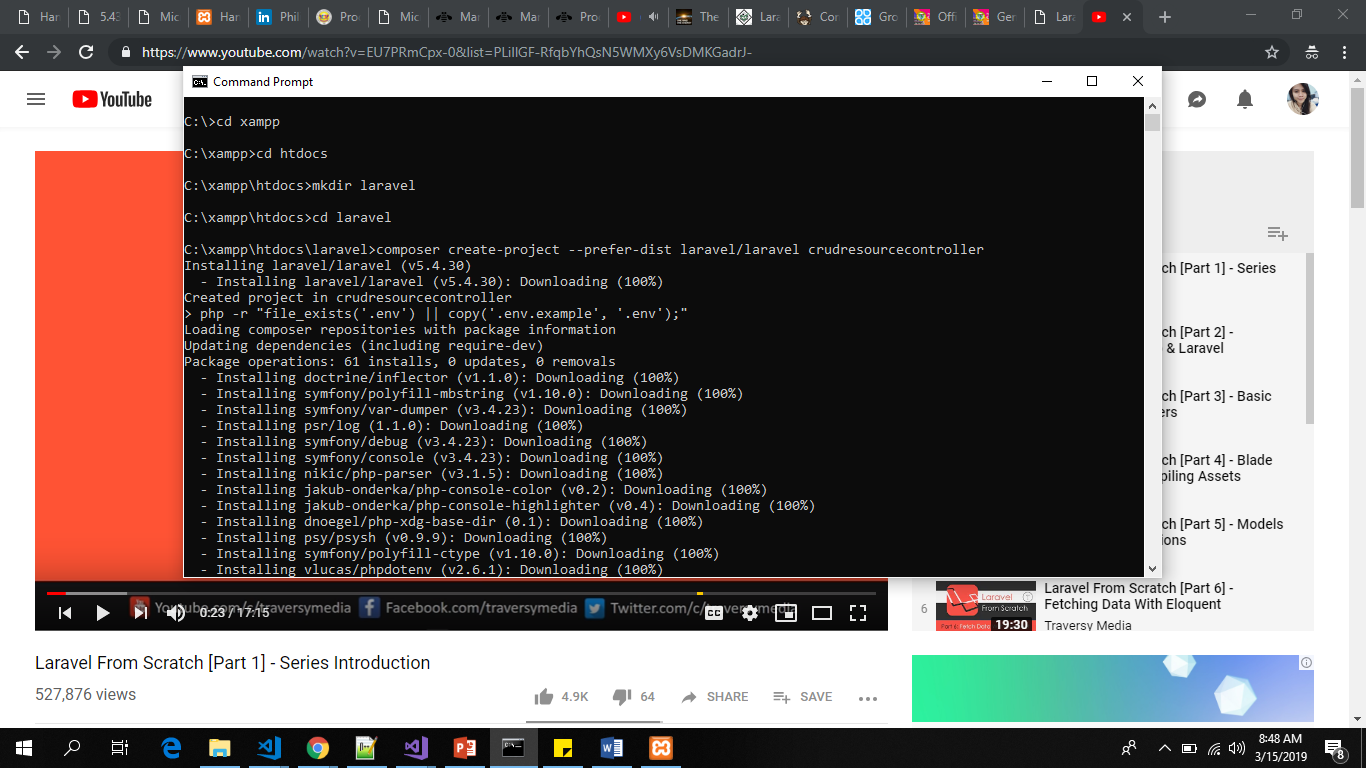 Har
5.43
Mic
Har
Phil
Pro
Mic
Mar
Mar
Pro
The
Lara
Cor
Gro
Offi
Ger
Lara
https://www.youtube.com/watch?v=EU7PRmCpx-0&list=PLillGF-RfqbYhQsN5WMXy6VsDMKGadrJ-
YouTube
Command Prompt
C:\>cd xampp
C:\xampp>cd htdocs
C:\xampp\htdocs>mkdir laravel
C:\xampp\htdocs>cd laravel
C:\xampp\htdocs\laravel>composer create-project --prefer-dist laravel/laravel crudresourcecontroller
Installing laravel/laravel (v5.4.30)
- Installing laravel/laravel (v5.4.30): Downloading (100%)
Created project in crudresourcecontroller
> php -r "file_exists('.env') || copy('.env.example', '.env');"
Loading composer repositories with package information
Updating dependencies (including require-dev)
Package operations: 61 installs, 0 updates, 0 removals
- Installing doctrine/inflector (v1.1.0): Downloading (100%)
- Installing symfony/polyfill-mbstring (v1.10.0): Downloading (100%)
- Installing symfony/var-dumper (v3.4.23): Downloading (100%)
- Installing psr/log (1.1.0): Downloading (100%)
- Installing symfony/debug (v3.4.23): Downloading (100%)
- Installing symfony/console (v3.4.23): Downloading (100%)
- Installing nikic/php-parser (v3.1.5): Downloading (100%)
- Installing jakub-onderka/php-console-color (v0.2): Downloading (100%)
- Installing jakub-onderka/php-console-highlighter (v0.4): Downloading (100%)
- Installing dnoegel/php-xdg-base-dir (0.1): Downloading (100%)
- Installing psy/psysh (v0.9.9): Downloading (100%)
- Installing symfony/polyfill-ctype (v1.10.0): Downloading (100%)
- Installing vlucas/phpdotenv (v2.6.1): Downloading (100%)
ch [Part 1] - Series
ch [Part 2] -
& Laravel
ch [Part 3] - Basic
ers
ch [Part 4] - Blade
piling Assets
ch [Part 5] - Models
ions
6
Laravel
From Scratch
19:30
Laravel From Scratch [Part 6] -
Fetching Data With Eloquent
Traversy Media
Youtube.com/c/traversymedia
Facebook.com/traversymedia
Twitter.com/c/traversymedia
0:23 / 17:15
CC
Laravel From Scratch [Part 1] - Series Introduction
527,876 views
4.9K
64
SHARE
SAVE
8:48 AM
3/15/2019
8